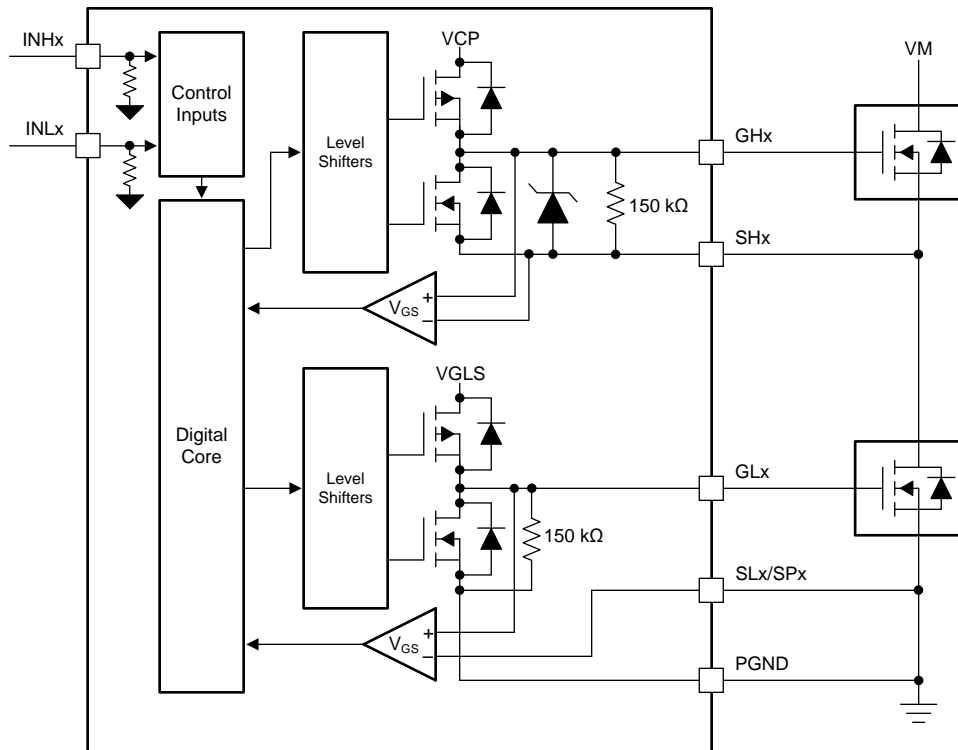 INHx
INLx
Control
Inputs
Digital
Core
Level
Shifters
VCP
150 kΩ
VGS
+
−
GHx
SHx
VM
Level
Shifters
VGLS
150 kΩ
VGS
+
−
GLx
SLx/SPx
PGND